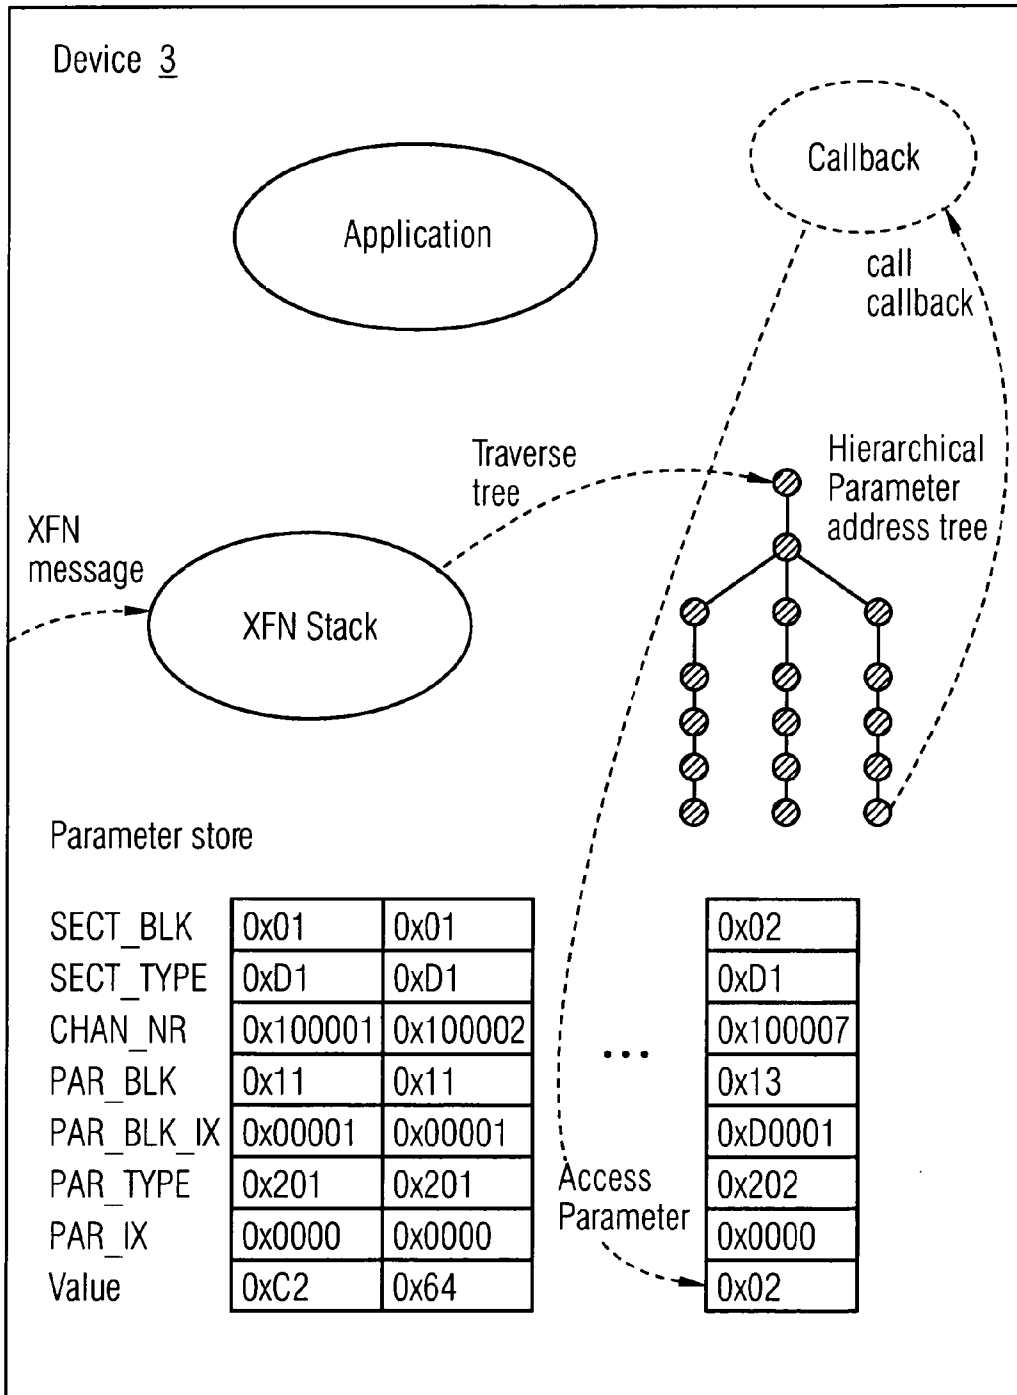 Device 3
Callback
Application
call
callback
Traverse
tree
Hierarchical
Parameter
address tree
XFN
message
XFN Stack
Parameter store
SECT_BLK 0x01 0x01 0x02
SECT_TYPE 0xD1 0xD1 0xD1
CHAN_NR 0x100001 0x100002 ... 0x100007
PAR_BLK 0x11 0x11 0x13
PAR_BLK_IX 0x00001 0x00001 0xD0001
PAR_TYPE 0x201 0x201 0x202
Access
Parameter
PAR_IX 0x0000 0x0000 0x0000
Value 0xC2 0x64 0x02